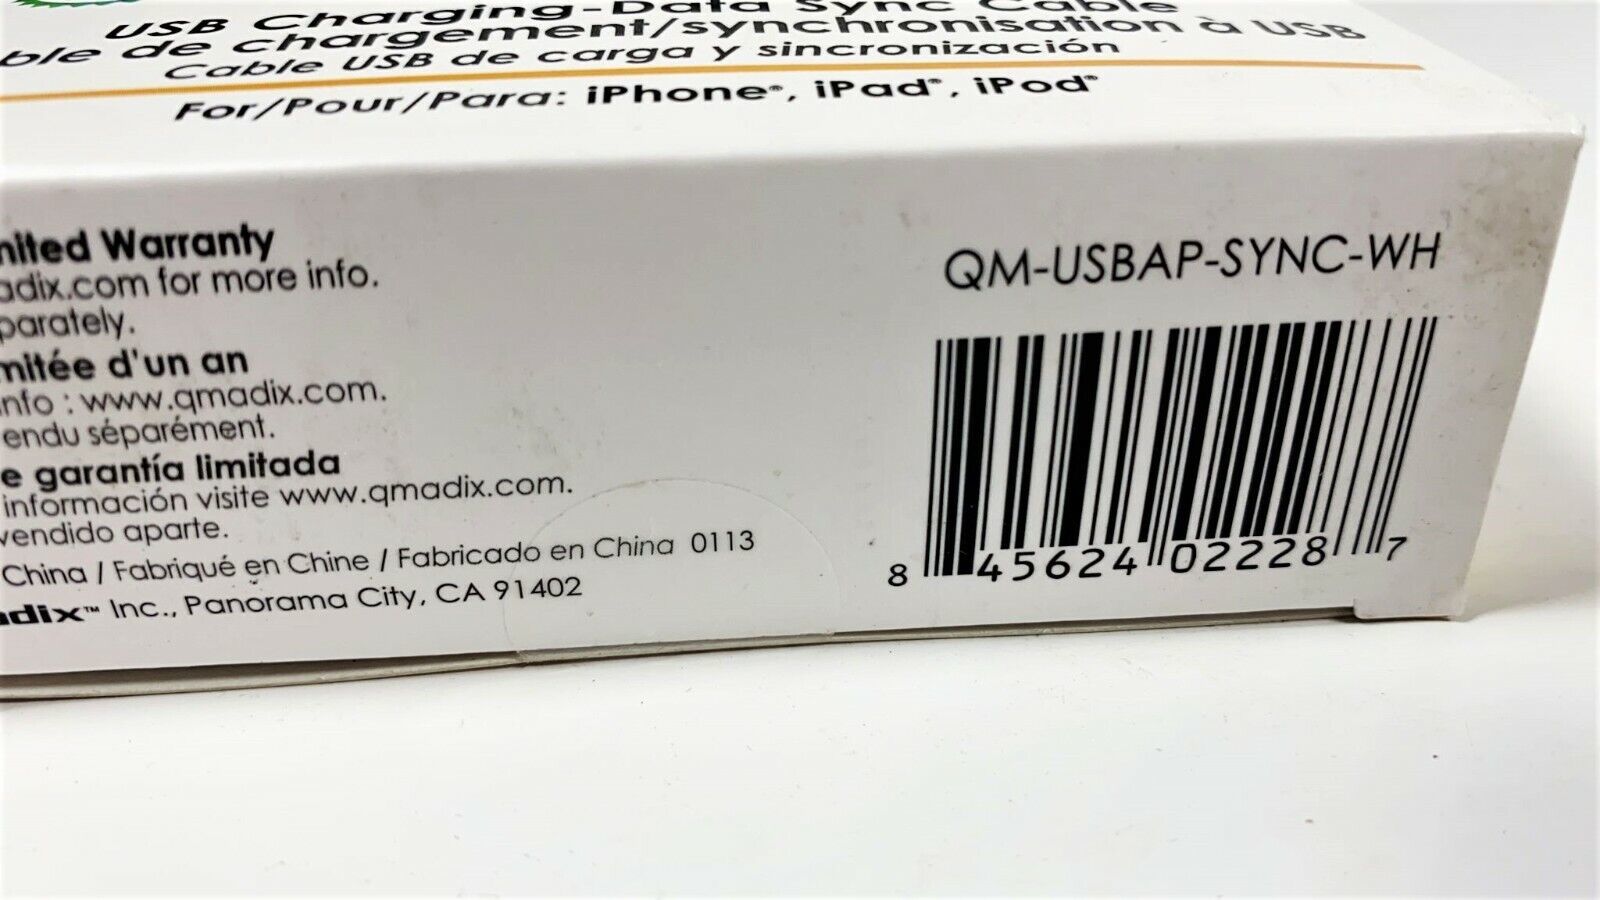 USB Charging-Data Sync Cable
ble de chargement/synchronisation à USB
Cable USB de carga y sincronización
For/Pour/Para: iPhone®, iPad®, iPod®
nited Warranty
adix.com for more info.
parately.
mitée d'un an
info : www.qmadix.com.
endu séparément.
e garantía limitada
información visite www.qmadix.com.
vendido aparte.
China / Fabriqué en Chine / Fabricado en China 0113
adix™ Inc., Panorama City, CA 91402
QM-USBAP-SYNC-WH
8 45624 02228 7